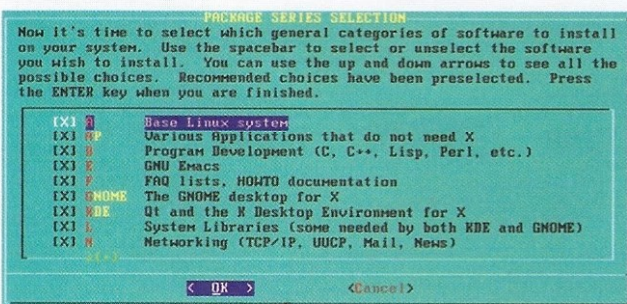 PACKAGE SERIES SELECTION
Now it's time to select which general categories of software to install
on your system. Use the spacebar to select or unselect the software
you wish to install. You can use the up and down arrows to see all the
possible choices. Recommended choices have been preselected. Press
the ENTER key when you are finished.
[X] A Base Linux system
[X] AP Various Applications that do not need X
[X] D Program Development (C, C++, Lisp, Perl, etc.)
[X] E GNU Emacs
[X] F FAQ lists, HOWTO documentation
[X] GNOME The GNOME desktop for X
[X] KDE Qt and the K Desktop Environment for X
[X] L System Libraries (some needed by both KDE and GNOME)
[X] N Networking (TCP/IP, UUCP, Mail, News)
(+)
< OK > <Cancel>